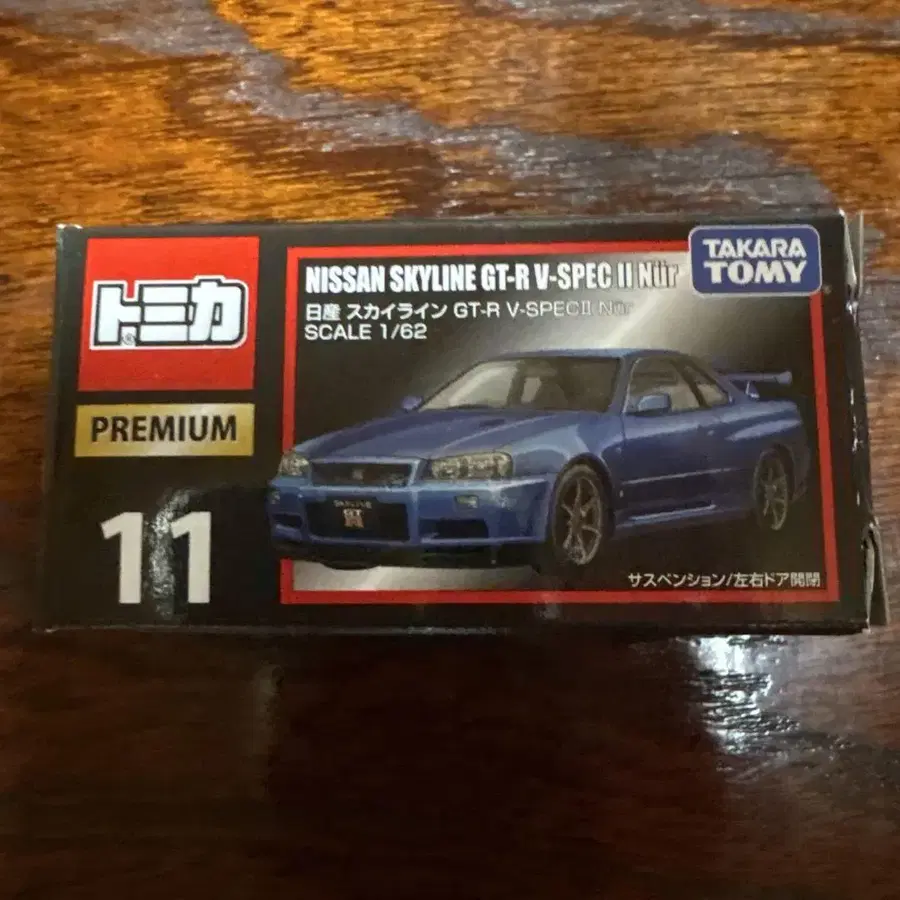 トミカ
PREMIUM
11
NISSAN SKYLINE GT-R V·SPEC II Nür
日産 スカイライン GT-R V-SPECⅡ Nür
SCALE 1/62
TAKARA
TOMY
SKYLINE
GT
R
サスペンション/左右ドア開閉